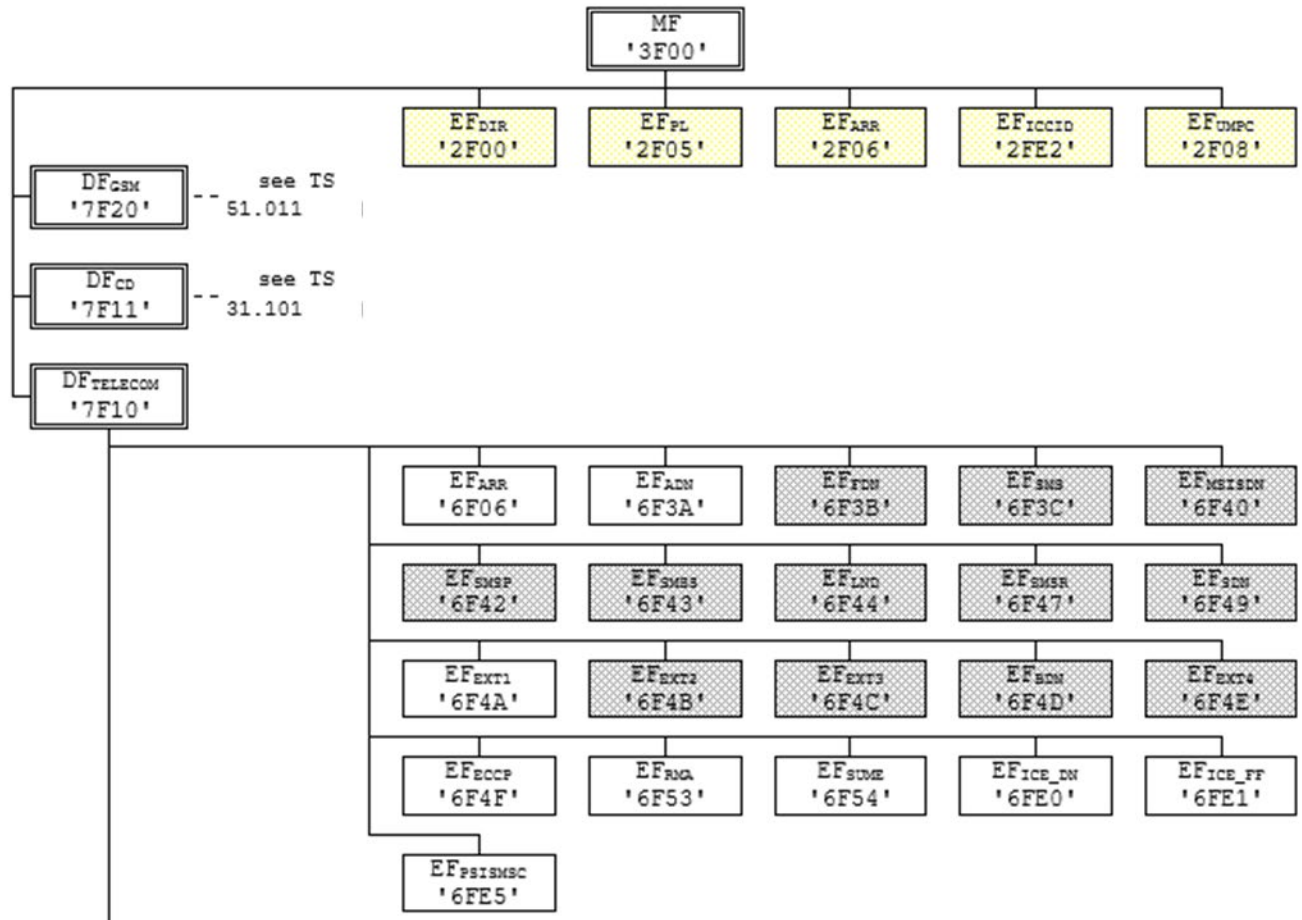 MF
'3F00'
EFDIR
'2F00'
EFPL
'2F05'
EFARR
'2F06'
EFICCID
'2FE2'
EFUMPC
'2F08'
DFGSM
'7F20'
-- see TS
51.011
DFCD
'7F11'
-- see TS
31.101
DFTELECOM
'7F10'
EFARR
'6F06'
EFADN
'6F3A'
EFFDN
'6F3B'
EFSMS
'6F3C'
EFMSISDN
'6F40'
EFSMSP
'6F42'
EFSMSS
'6F43'
EFLND
'6F44'
EFSMSR
'6F47'
EFSDN
'6F49'
EFEXT1
'6F4A'
EFEXT2
'6F4B'
EFEXT3
'6F4C'
EFBDN
'6F4D'
EFEXT4
'6F4E'
EFECCP
'6F4F'
EFRMA
'6F53'
EFSUME
'6F54'
EFICE_DN
'6FE0'
EFICE_FF
'6FE1'
EFPSISMSC
'6FE5'